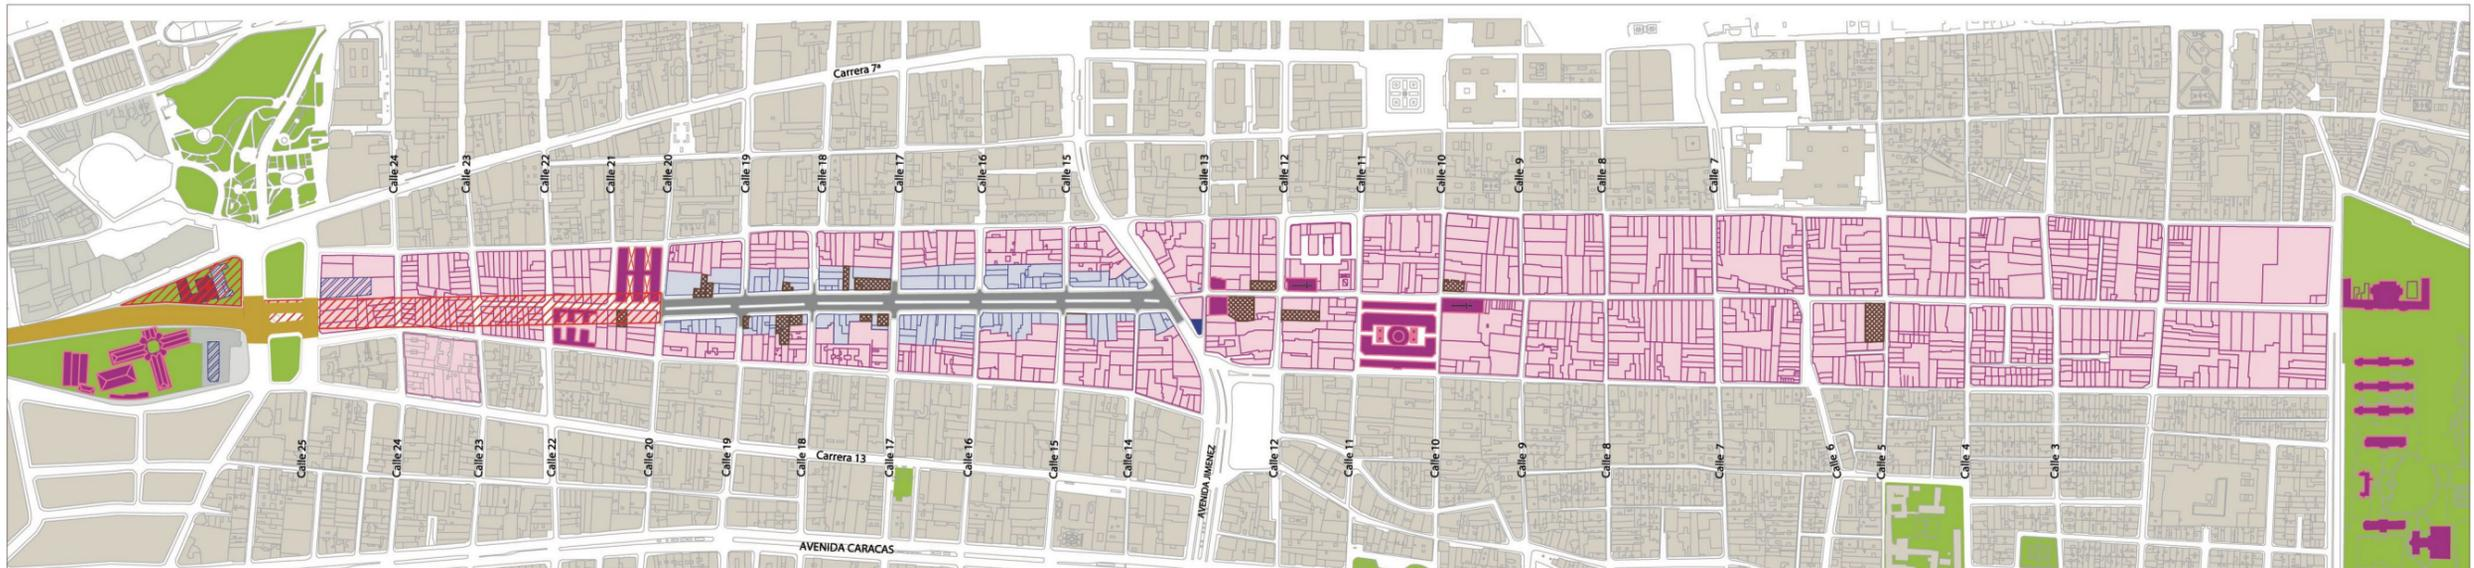 Carrera 7ª
Calle 24
Calle 23
Calle 22
Calle 21
Calle 20
Calle 19
Calle 18
Calle 17
Calle 16
Calle 15
Calle 13
Calle 12
Calle 11
Calle 10
Calle 9
Calle 8
Calle 7
Calle 25
Calle 24
Calle 23
Calle 22
Calle 20
Calle 19
Calle 18
Carrera 13
Calle 17
Calle 16
Calle 15
Calle 14
AVENIDA JIMENEZ
Calle 12
Calle 11
Calle 10
Calle 9
Calle 8
Calle 7
Calle 6
Calle 5
Calle 4
Calle 3
AVENIDA CARACAS